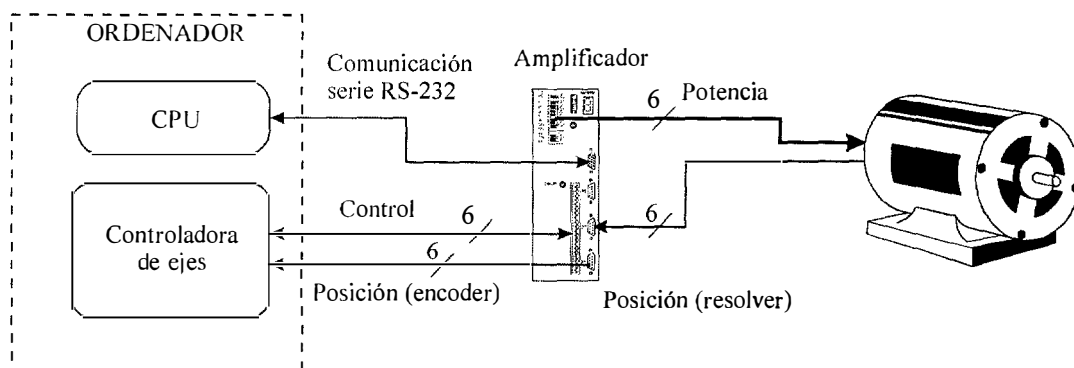 ORDENADOR
CPU
Comunicación
serie RS-232
Amplificador
6
Potencia
Controladora
de ejes
Control
6
6
Posición (encoder)
6
Posición (resolver)